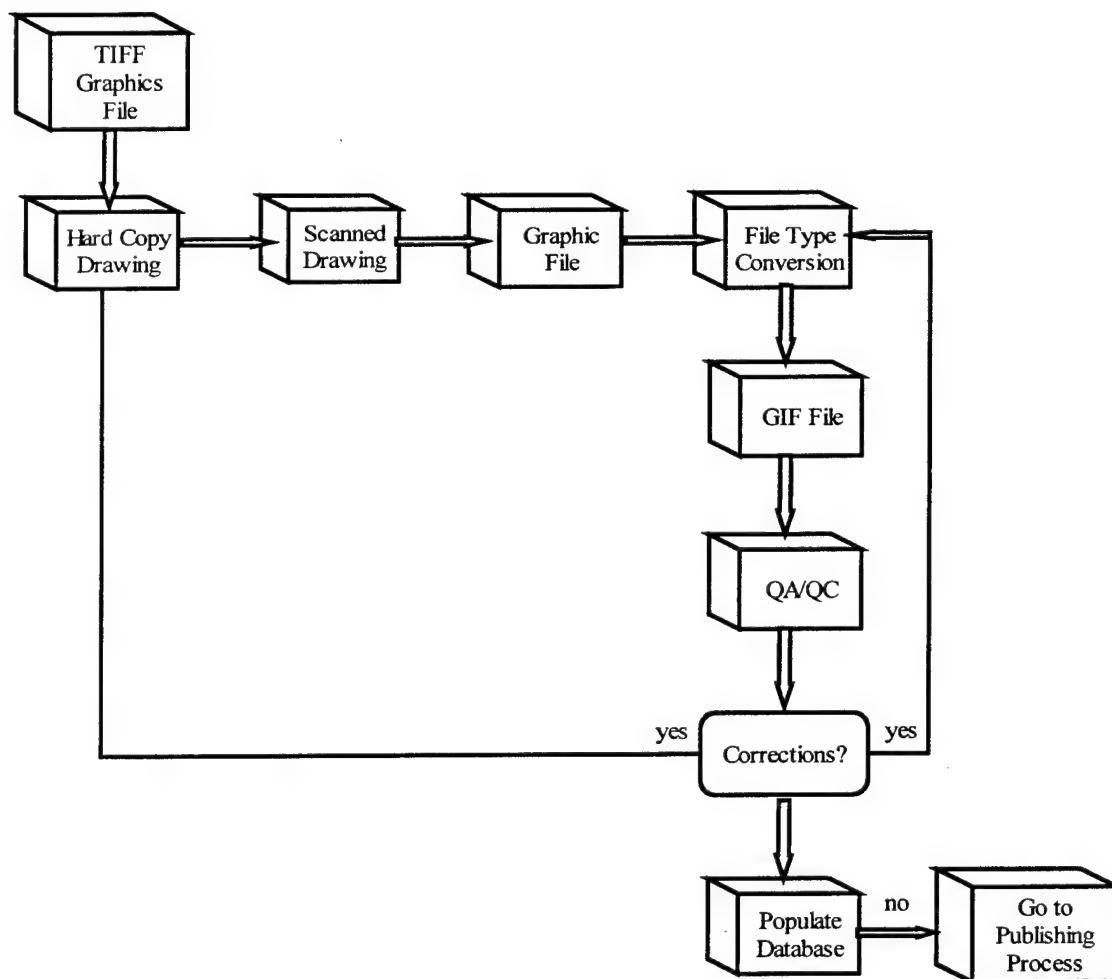 TIFF
Graphics
File
Hard Copy
Drawing
Scanned
Drawing
Graphic
File
File Type
Conversion
GIF File
QA/QC
yes
Corrections?
yes
Populate
Database
no
Go to
Publishing
Process